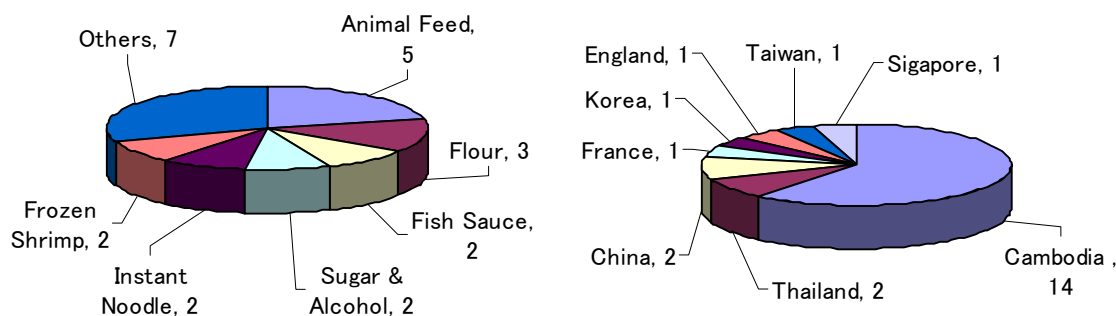 Others, 7
Animal Feed,
5
Flour, 3
Fish Sauce,
2
Sugar &
Alcohol, 2
Instant
Noodle, 2
Frozen
Shrimp, 2
England, 1
Taiwan, 1
Sigapore, 1
Korea, 1
France, 1
China, 2
Thailand, 2
Cambodia ,
14